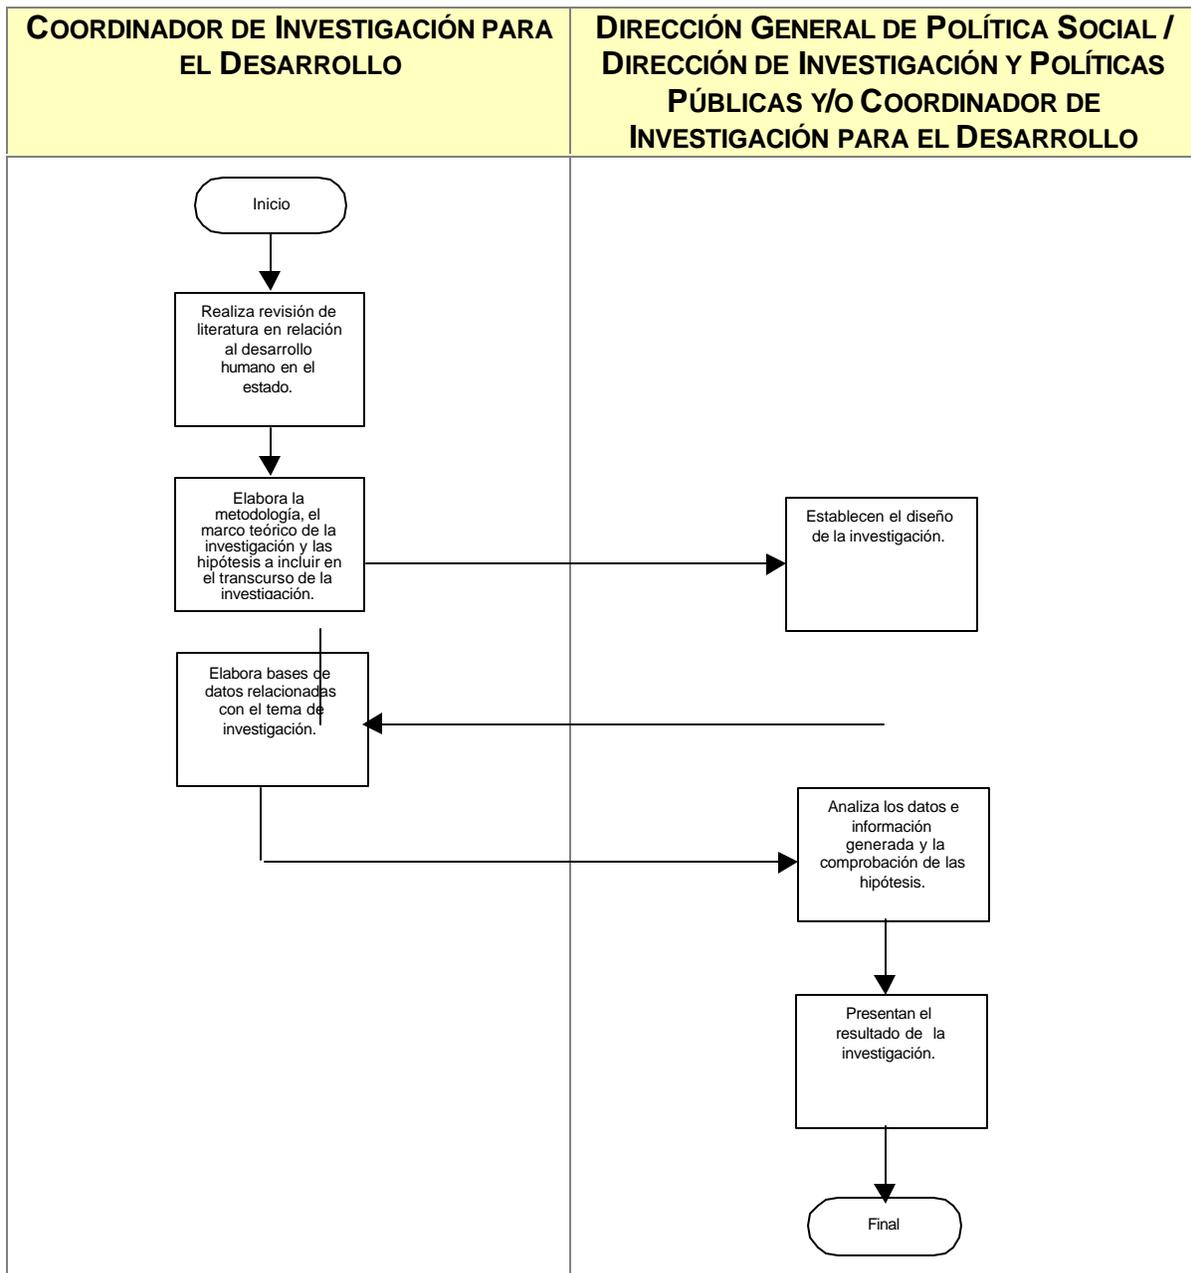 COORDINADOR DE INVESTIGACIÓN PARA
EL DESARROLLO
DIRECCIÓN GENERAL DE POLÍTICA SOCIAL /
DIRECCIÓN DE INVESTIGACIÓN Y POLÍTICAS
PÚBLICAS Y/O COORDINADOR DE
INVESTIGACIÓN PARA EL DESARROLLO
Inicio
Realiza revisión de
literatura en relación
al desarrollo
humano en el
estado.
Elabora la
metodología, el
marco teórico de la
investigación y las
hipótesis a incluir en
el transcurso de la
investigación.
Establecen el diseño
de la investigación.
Elabora bases de
datos relacionadas
con el tema de
investigación.
Analiza los datos e
información
generada y la
comprobación de las
hipótesis.
Presentan el
resultado de la
investigación.
Final